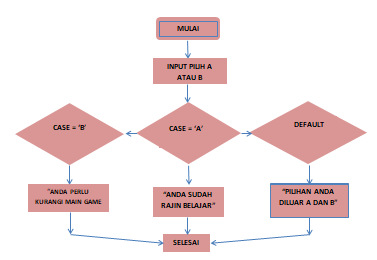 MULAI
INPUT PILIH A
ATAU B
CASE = 'B'
CASE = 'A'
DEFAULT
"ANDA PERLU
KURANGI MAIN GAME
"ANDA SUDAH
RAJIN BELAJAR"
"PILIHAN ANDA
DILUAR A DAN B"
SELESAI